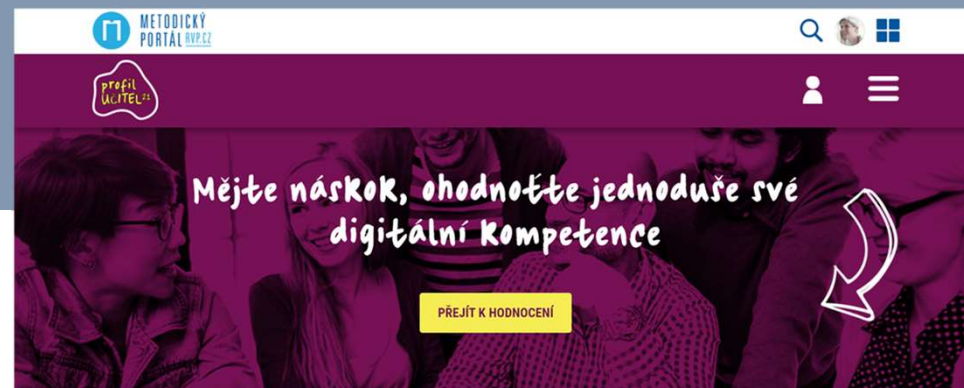 METODICKÝ
PORTÁL RVP.CZ
profil
UČITEL21
Mějte náskok, ohodnoťte jednoduše své
digitální kompetence
PŘEJÍT K HODNOCENÍ